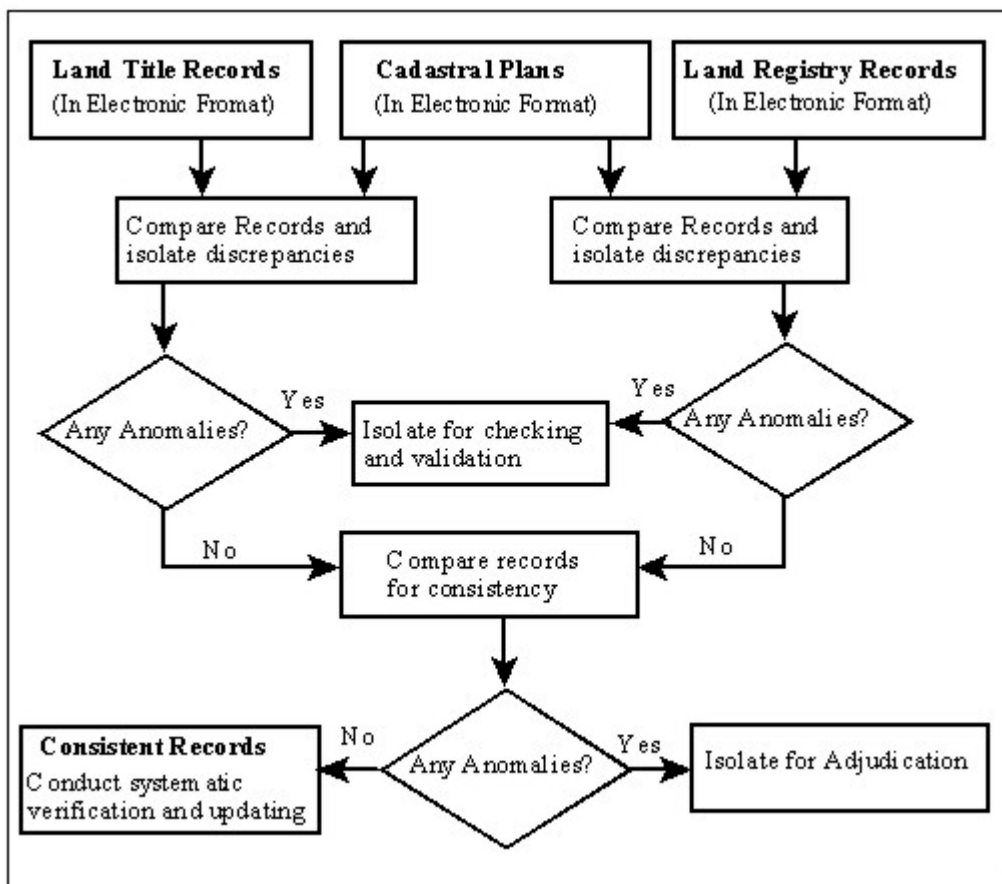 Land Title Records
(In Electronic Fromat)
Cadastral Plans
(In Electronic Format)
Land Registry Records
(In Electronic Format)
Compare Records and
isolate discrepancies
Compare Records and
isolate discrepancies
Any Anomalies?
Yes
Isolate for checking
and validation
Yes
Any Anomalies?
No
Compare records
for consistency
No
Consistent Records
Conduct systematic
verification and updating
No
Any Anomalies?
Yes
Isolate for Adjudication